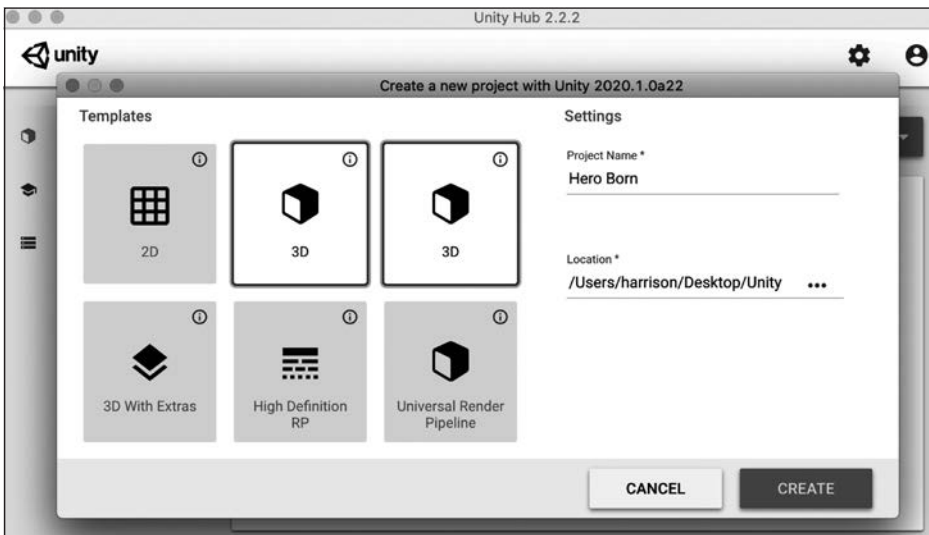 Unity Hub 2.2.2
unity
Create a new project with Unity 2020.1.0a22
Templates
2D
3D
3D
3D With Extras
High Definition
RP
Universal Render
Pipeline
Settings
Project Name *
Hero Born
Location *
/Users/harrison/Desktop/Unity
CANCEL
CREATE